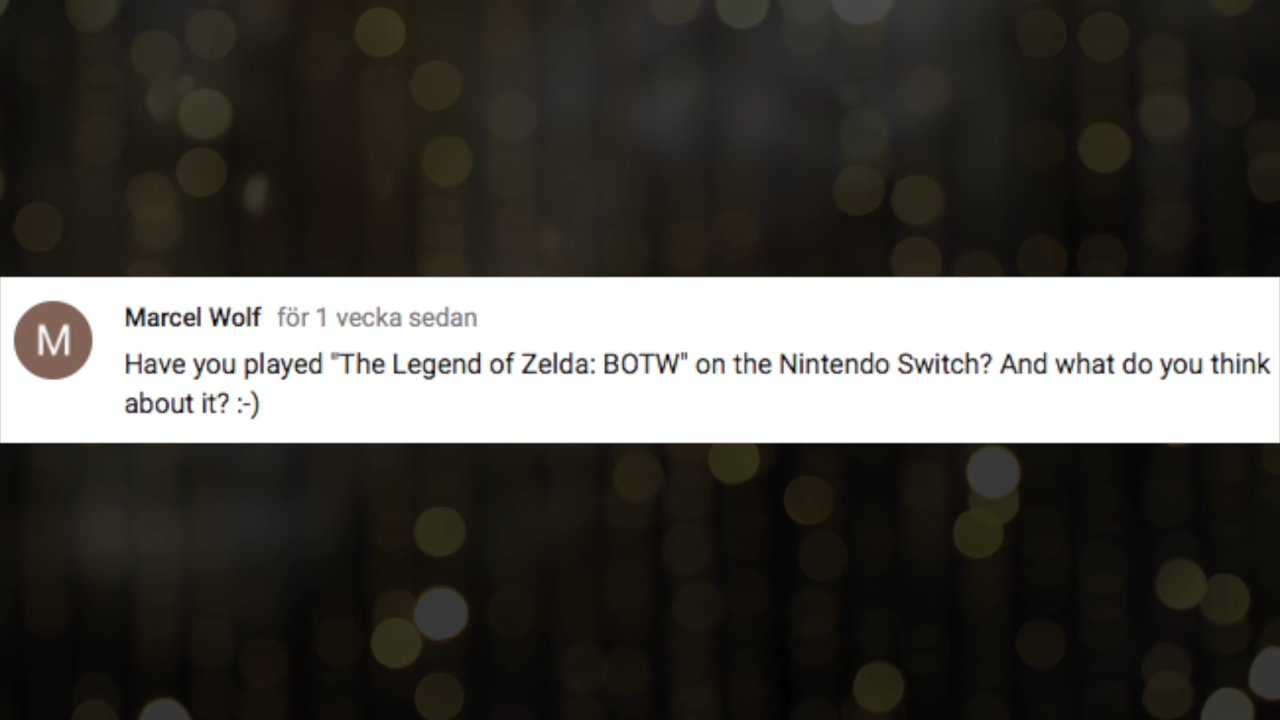 M
Marcel Wolf för 1 vecka sedan
Have you played "The Legend of Zelda: BOTW" on the Nintendo Switch? And what do you think
about it? :-)